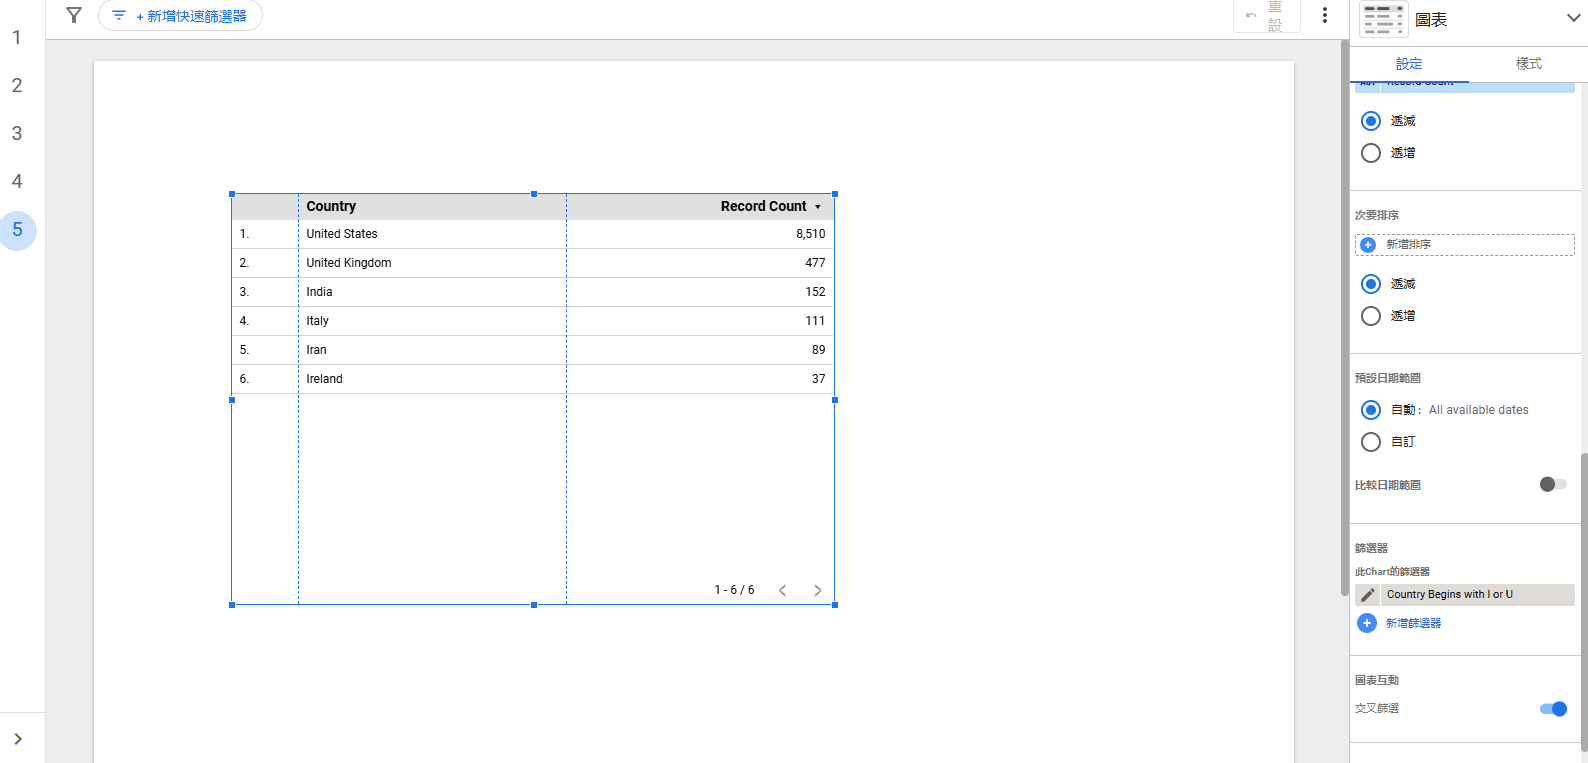 + 新增快速篩選器
重設
圖表
設定
樣式
1
2
3
4
5
Country
Record Count
1.
United States
8,510
2.
United Kingdom
477
3.
India
152
4.
Italy
111
5.
Iran
89
6.
Ireland
37
1 - 6 / 6
Record Count
遞減
遞增
次要排序
新增排序
遞減
遞增
預設日期範圍
自動: All available dates
自訂
比較日期範圍
篩選器
此Chart的篩選器
Country Begins with I or U
新增篩選器
圖表互動
交叉篩選